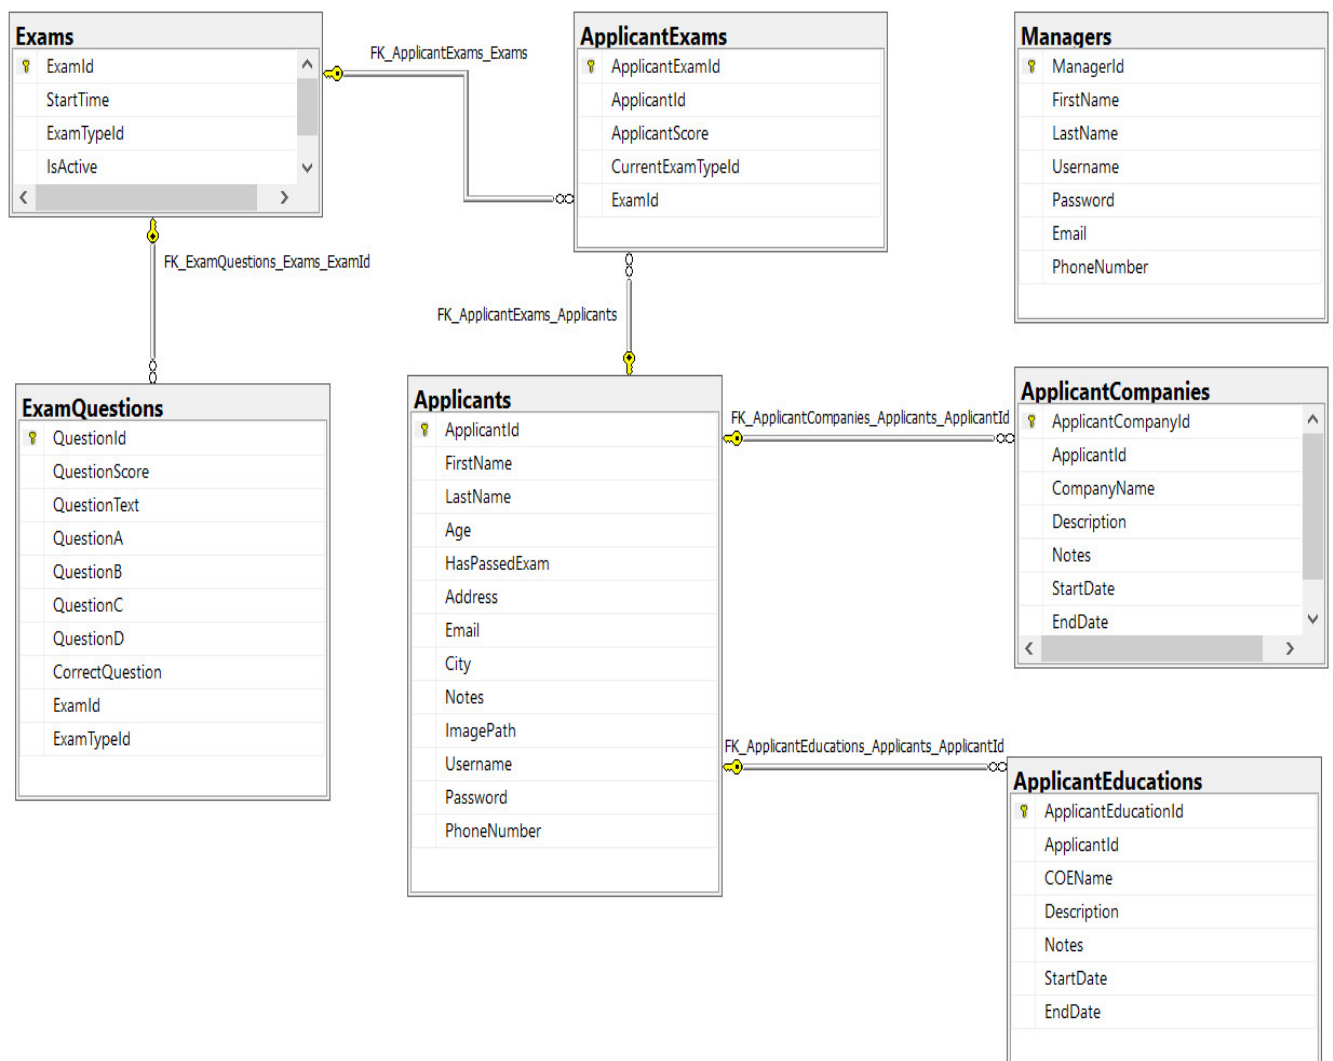 Exams
ExamId
StartTime
ExamTypeId
IsActive
FK_ApplicantExams_Exams
ApplicantExams
ApplicantExamId
ApplicantId
ApplicantScore
CurrentExamTypeId
ExamId
Managers
ManagerId
FirstName
LastName
Username
Password
Email
PhoneNumber
FK_ExamQuestions_Exams_ExamId
FK_ApplicantExams_Applicants
ExamQuestions
QuestionId
QuestionScore
QuestionText
QuestionA
QuestionB
QuestionC
QuestionD
CorrectQuestion
ExamId
ExamTypeId
Applicants
ApplicantId
FirstName
LastName
Age
HasPassedExam
Address
Email
City
Notes
ImagePath
Username
Password
PhoneNumber
FK_ApplicantCompanies_Applicants_ApplicantId
ApplicantCompanies
ApplicantCompanyId
ApplicantId
CompanyName
Description
Notes
StartDate
EndDate
FK_ApplicantEducations_Applicants_ApplicantId
ApplicantEducations
ApplicantEducationId
ApplicantId
COEName
Description
Notes
StartDate
EndDate